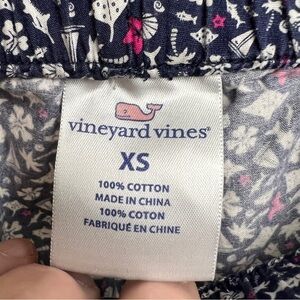 vineyard vines®
XS
100% COTTON
MADE IN CHINA
100% COTON
FABRIQUÉ EN CHINE